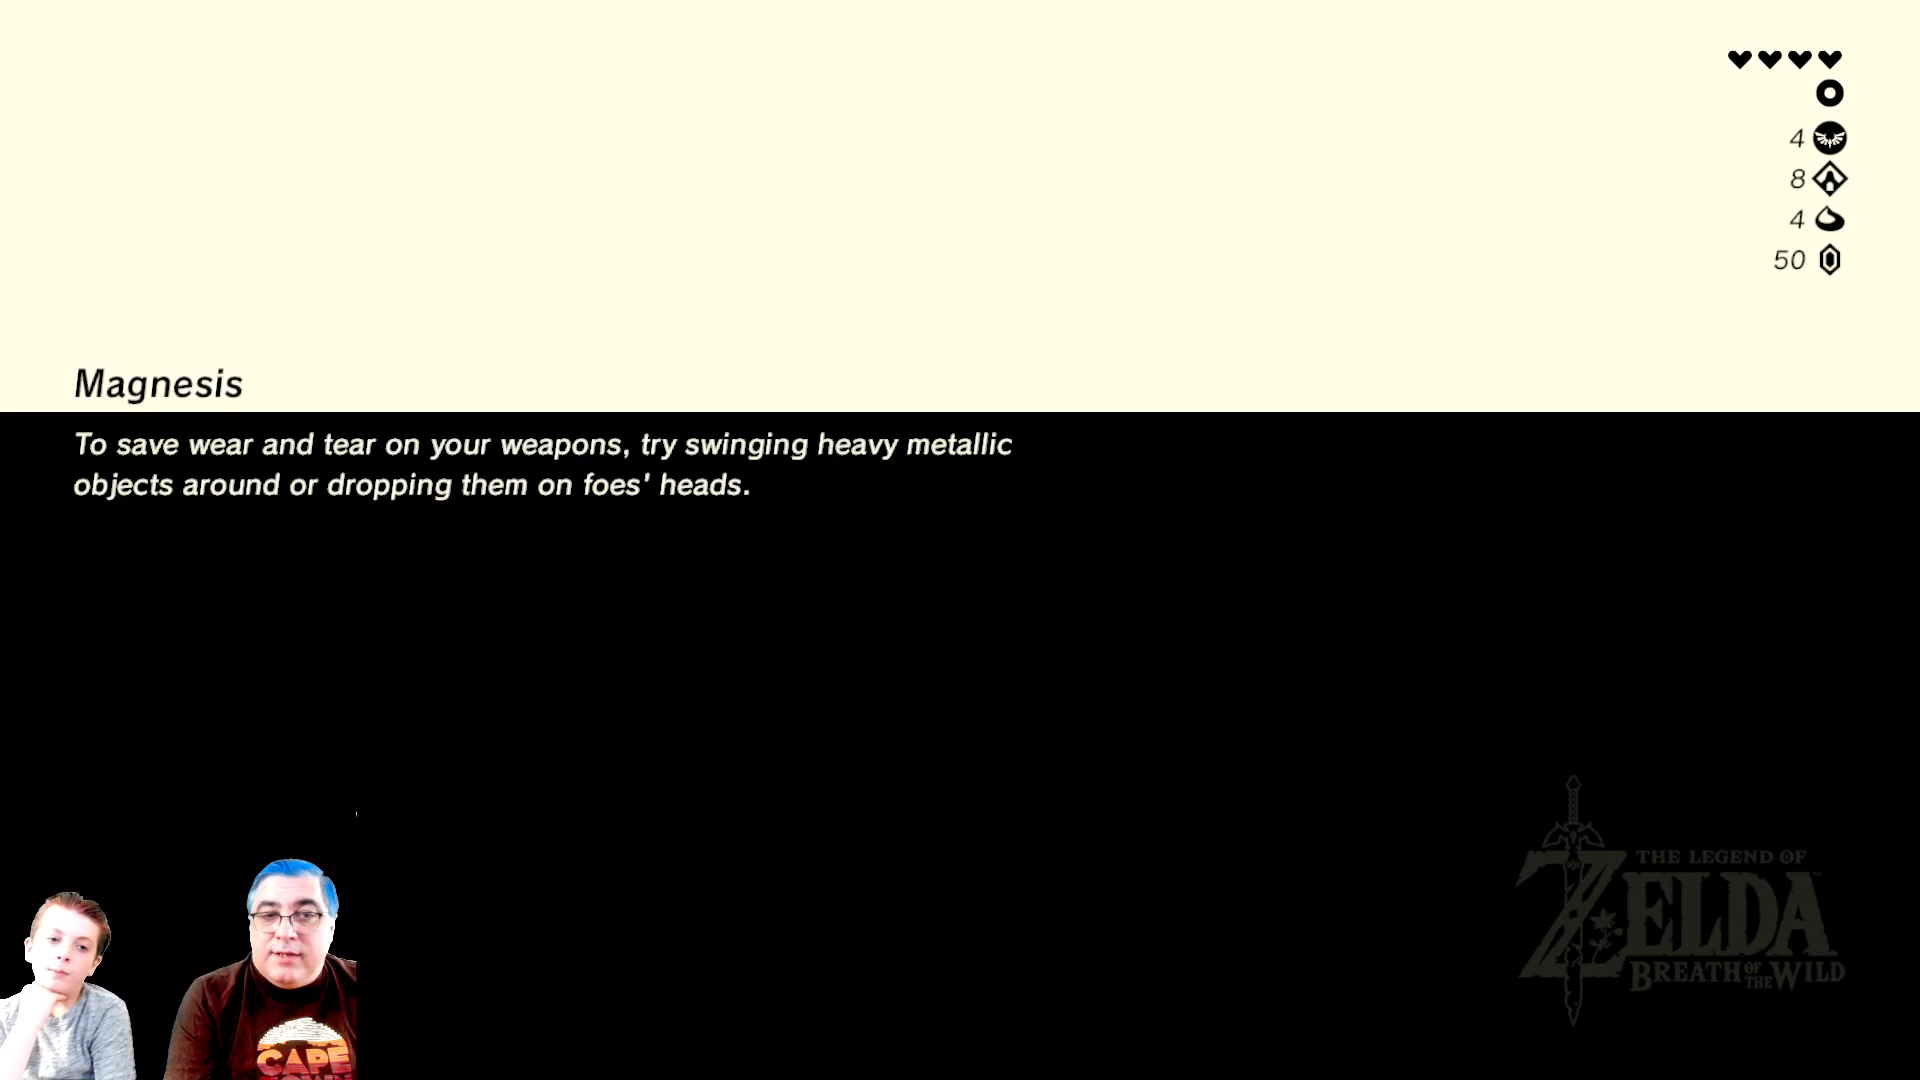 4
8
4
50
Magnesis
To save wear and tear on your weapons, try swinging heavy metallic
objects around or dropping them on foes' heads.
THE LEGEND OF
ZELDA
BREATH OF THE WILD
CAPE